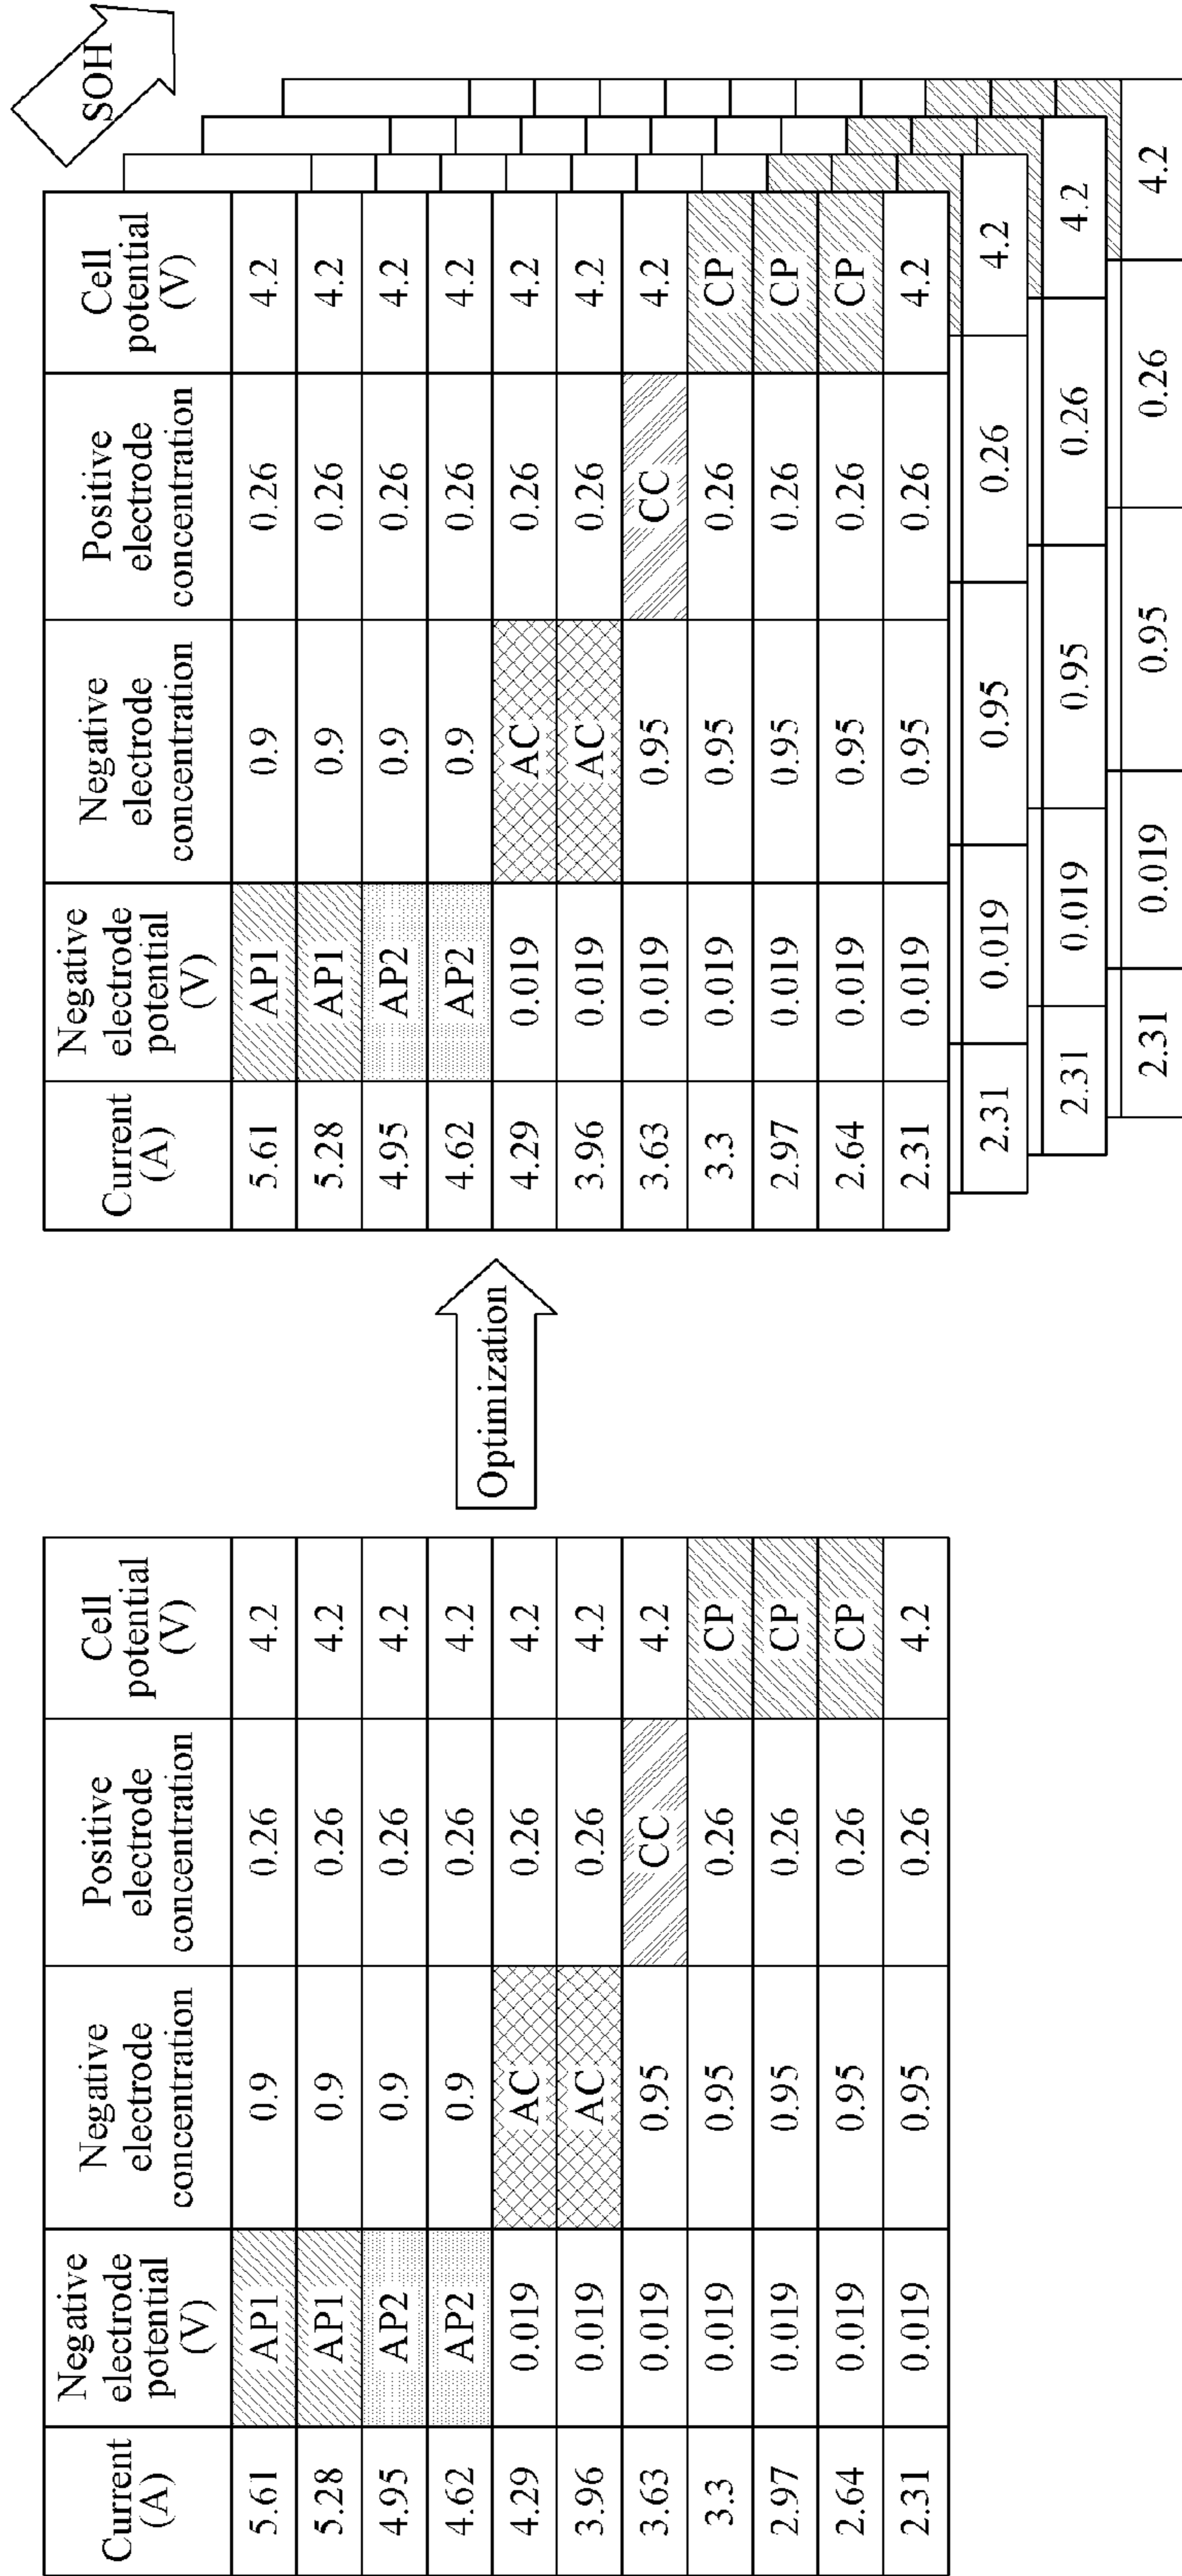 Current (A) Negative electrode potential (V) Negative electrode concentration Positive electrode concentration Cell potential (V)
5.61 AP1 0.9 0.26 4.2
5.28 AP1 0.9 0.26 4.2
4.95 AP2 0.9 0.26 4.2
4.62 AP2 0.9 0.26 4.2
4.29 0.019 AC 0.26 4.2
3.96 0.019 AC 0.26 4.2
3.63 0.019 0.95 CC 4.2
3.3 0.019 0.95 0.26 CP
2.97 0.019 0.95 0.26 CP
2.64 0.019 0.95 0.26 CP
2.31 0.019 0.95 0.26 4.2
Optimization
SOH
Current (A) Negative electrode potential (V) Negative electrode concentration Positive electrode concentration Cell potential (V)
5.61 AP1 0.9 0.26 4.2
5.28 AP1 0.9 0.26 4.2
4.95 AP2 0.9 0.26 4.2
4.62 AP2 0.9 0.26 4.2
4.29 0.019 AC 0.26 4.2
3.96 0.019 AC 0.26 4.2
3.63 0.019 0.95 CC 4.2
3.3 0.019 0.95 0.26 CP
2.97 0.019 0.95 0.26 CP
2.64 0.019 0.95 0.26 CP
2.31 0.019 0.95 0.26 4.2
2.31 0.019 0.95 0.26 4.2
2.31 0.019 0.95 0.26 4.2
2.31 0.019 0.95 0.26 4.2